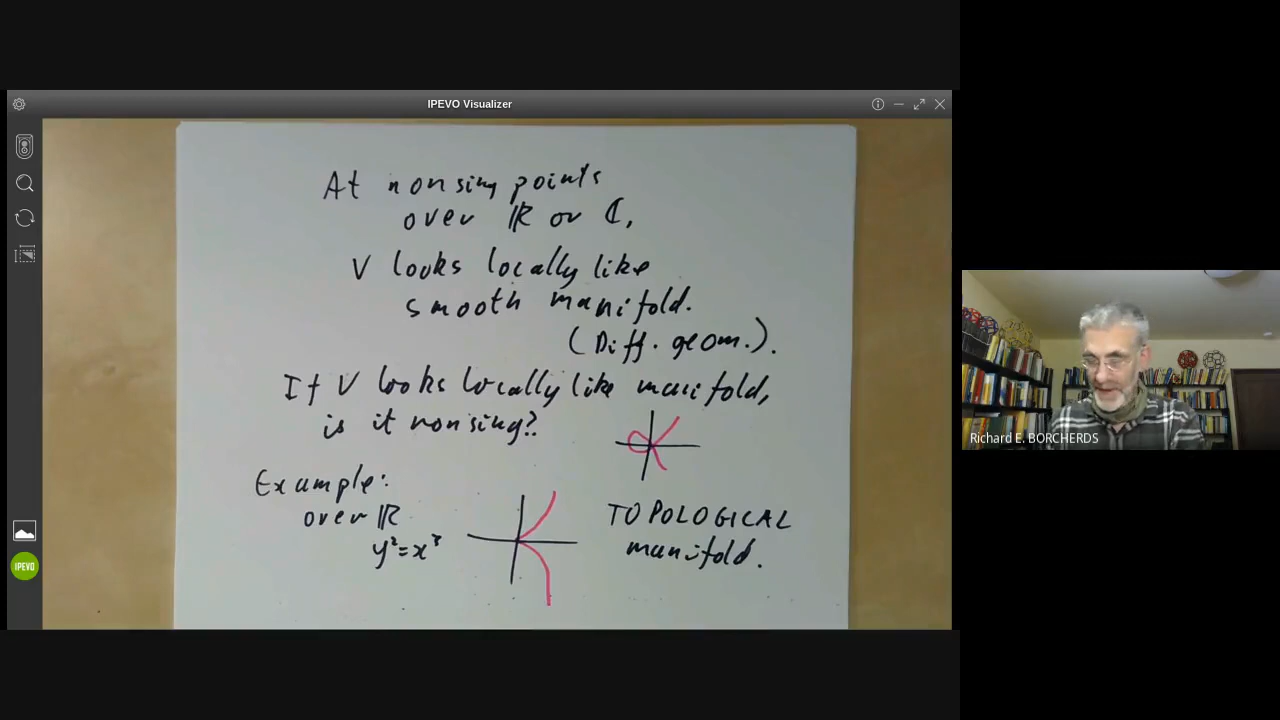 IPEVO Visualizer
At nonsing points
over ℝ or ℂ,
V looks locally like
smooth manifold.
(Diff. geom.).
If V looks locally like manifold,
is it nonsing?
Example:
over ℝ
y²=x³
TOPOLOGICAL
manifold.
Richard E. BORCHERDS
IPEVO